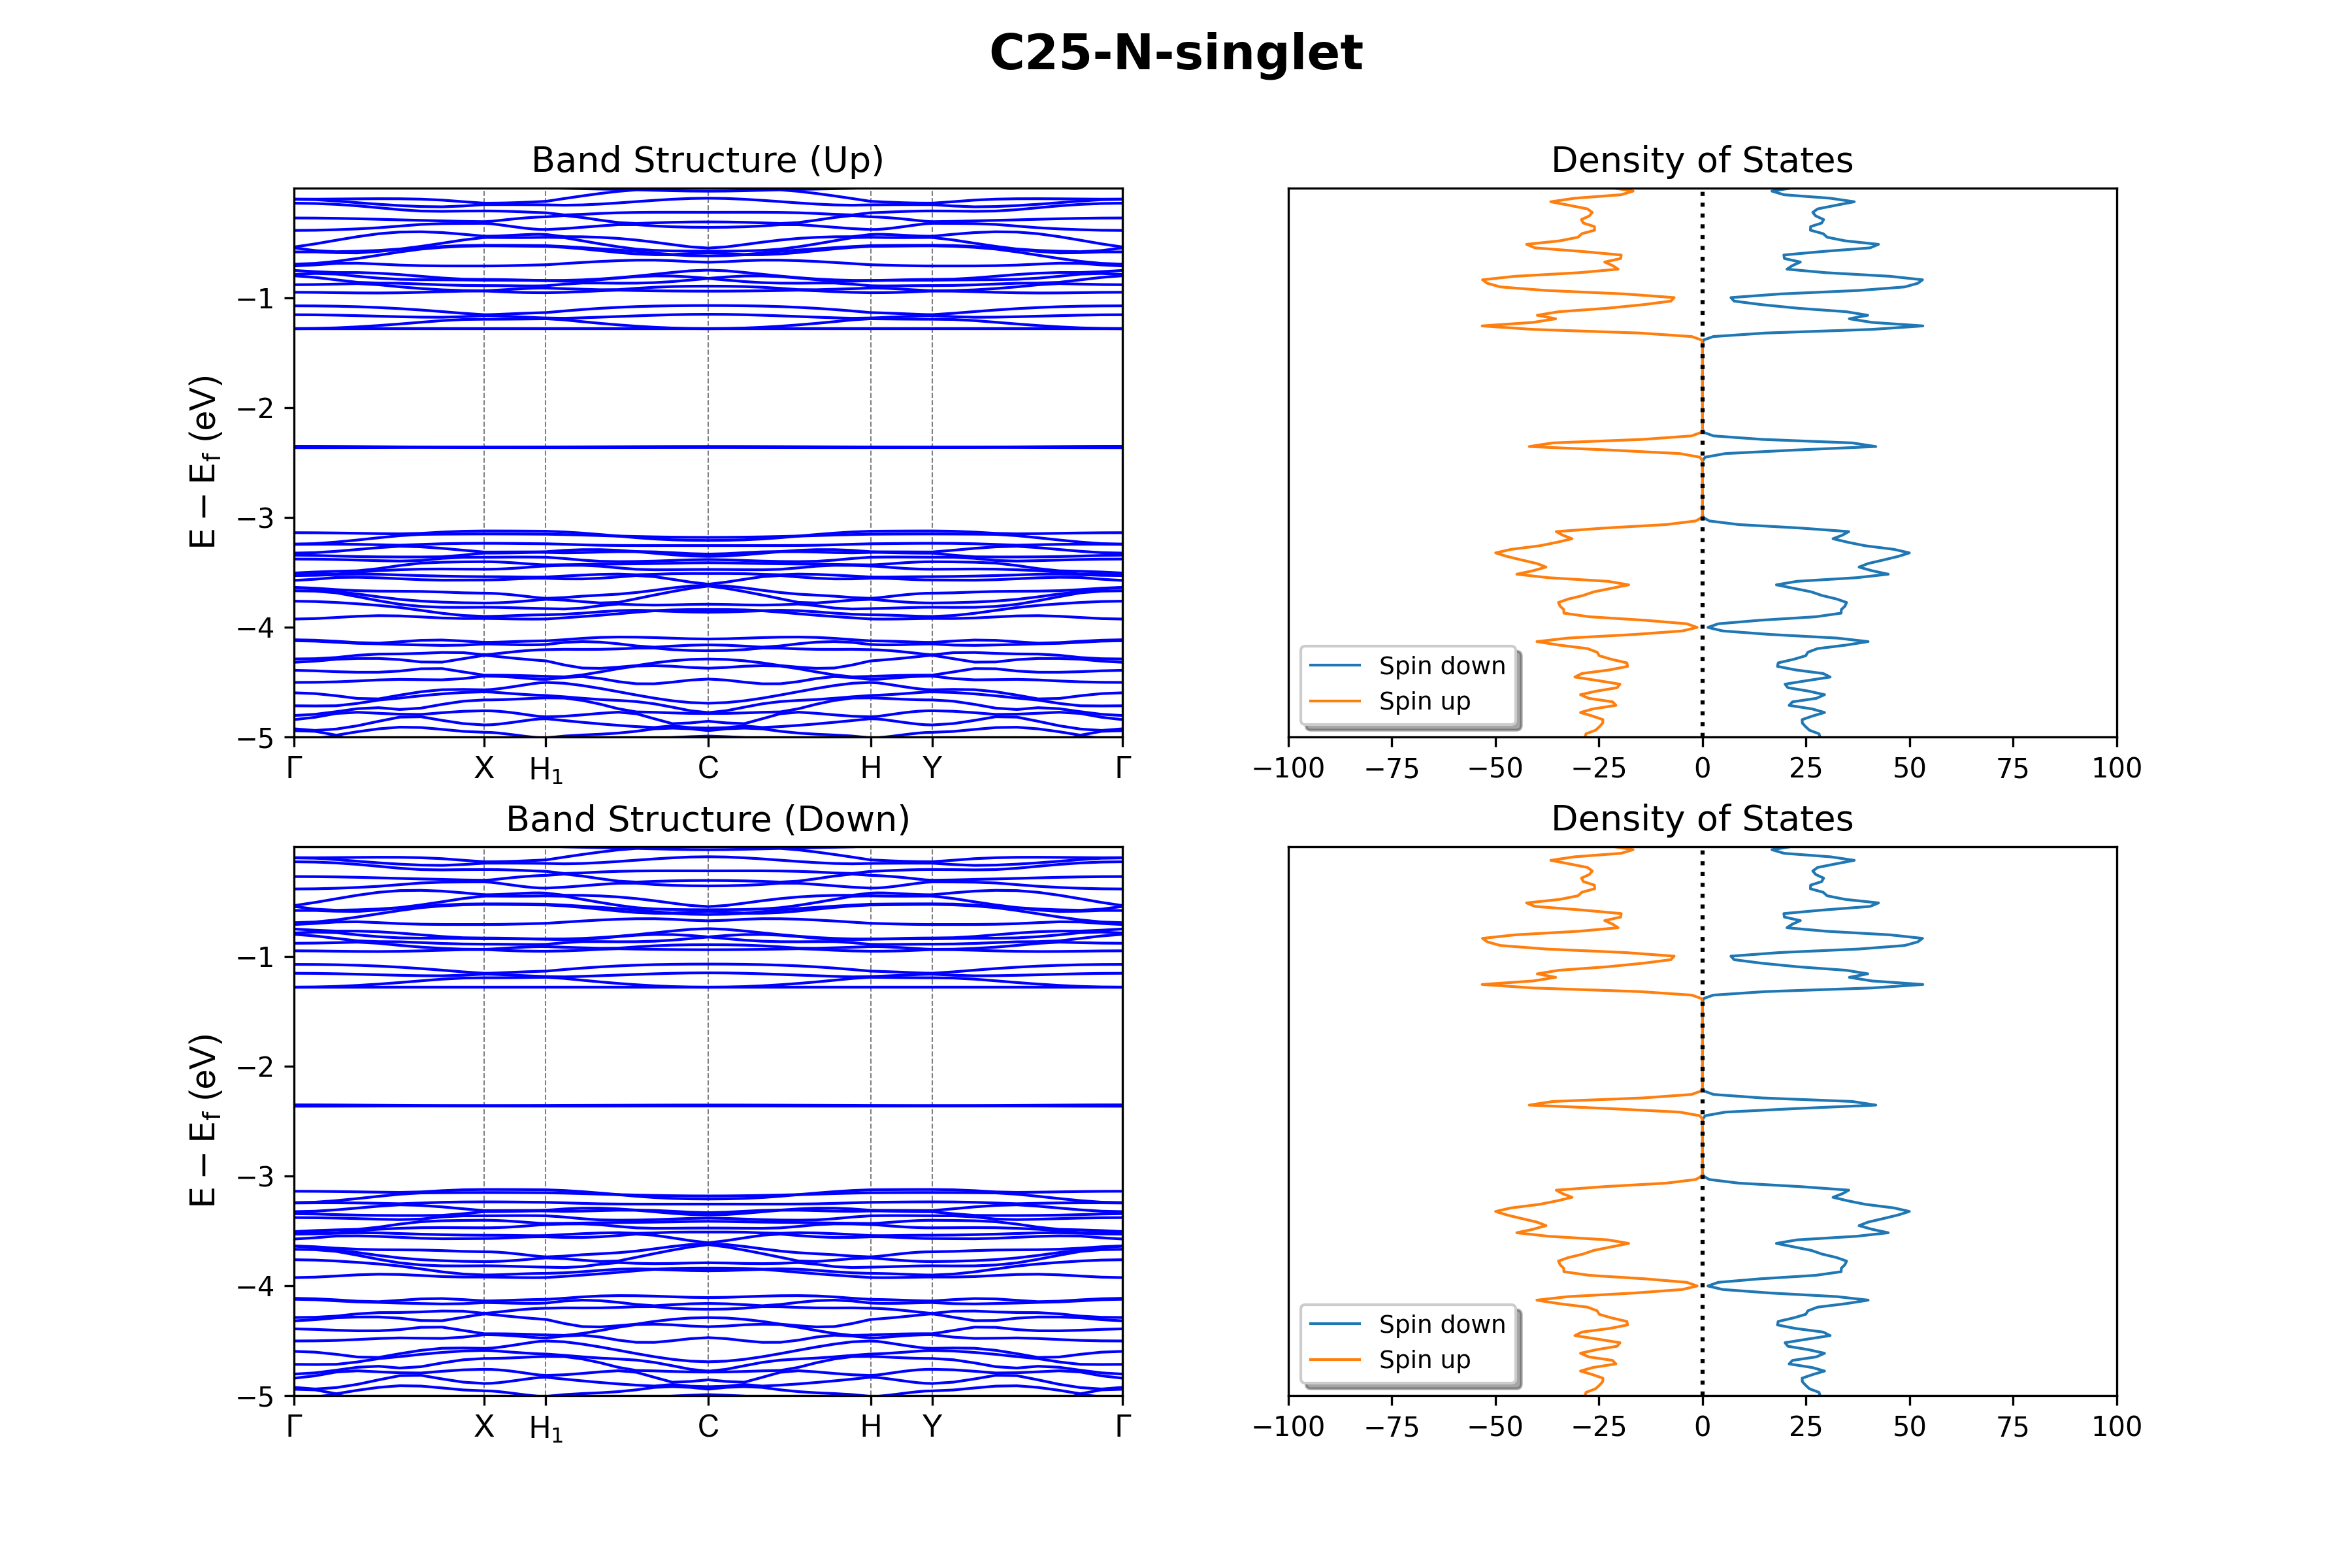 C25-N-singlet
Band Structure (Up)
E − E_f (eV)
−1
−2
−3
−4
−5
Γ X H₁ C H Y Γ
Density of States
Spin down
Spin up
−100 −75 −50 −25 0 25 50 75 100
Band Structure (Down)
E − E_f (eV)
−1
−2
−3
−4
−5
Γ X H₁ C H Y Γ
Density of States
Spin down
Spin up
−100 −75 −50 −25 0 25 50 75 100